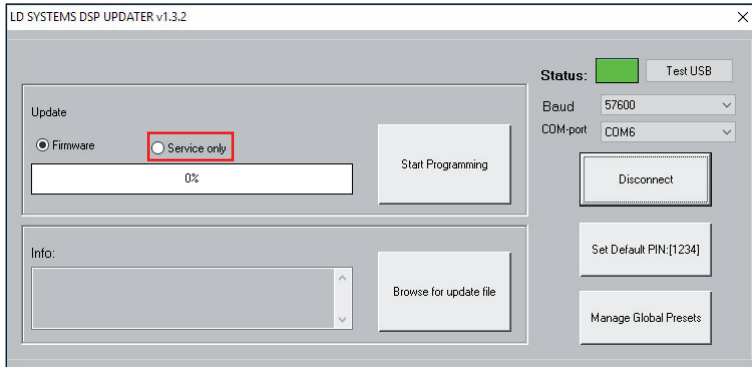 LD SYSTEMS DSP UPDATER v1.3.2
Update
Firmware
Service only
0%
Start Programming
Info:
Browse for update file
Status:
Test USB
Baud
57600
COM-port
COM6
Disconnect
Set Default PIN:[1234]
Manage Global Presets